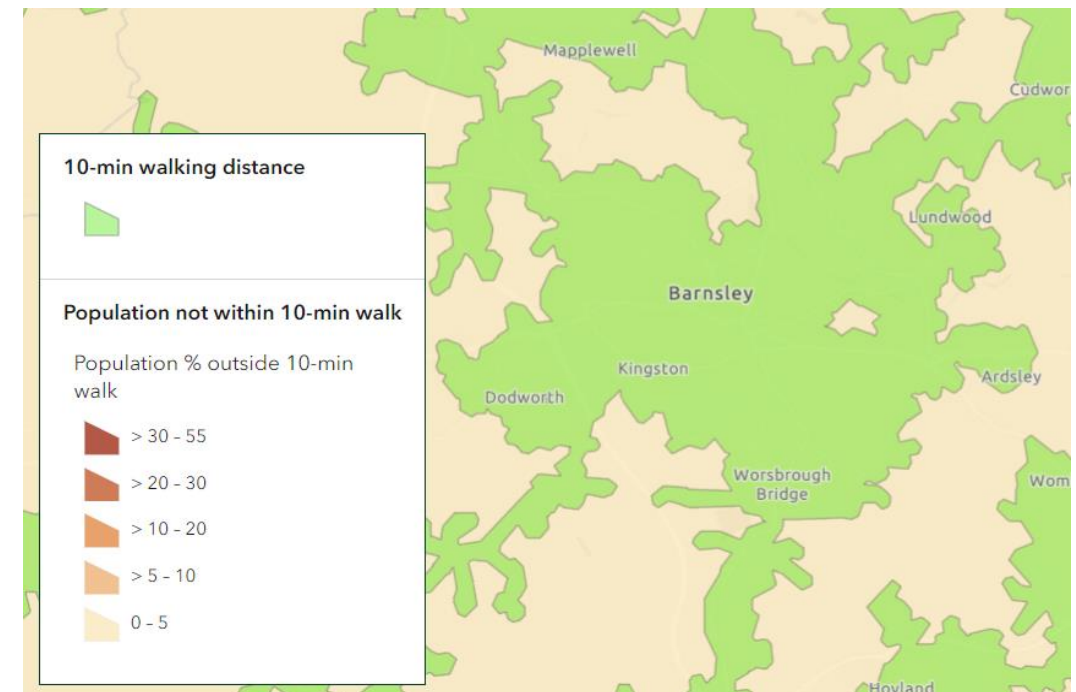 Mapplewell
Cudwor
10-min walking distance
Lundwood
Barnsley
Population not within 10-min walk
Population % outside 10-min
walk
Kingston
Ardsley
Dodworth
> 30 - 55
> 20 - 30
> 10 - 20
> 5 - 10
0 - 5
Worsbrough
Bridge
Wom
Hoyland